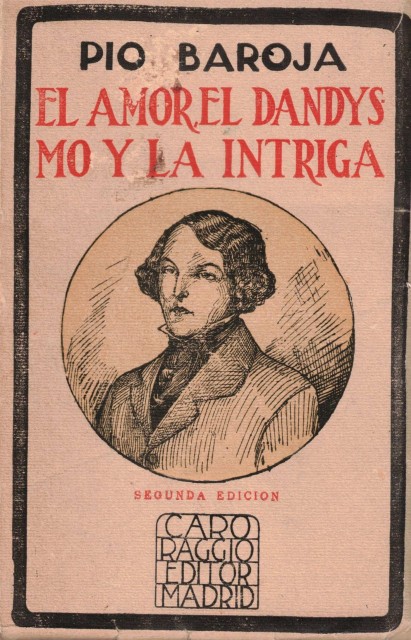 PIO BAROJA
EL AMOR, EL DANDYS
MO Y LA INTRIGA
SEGUNDA EDICION
CARO
RAGGIO
EDITOR
MADRID